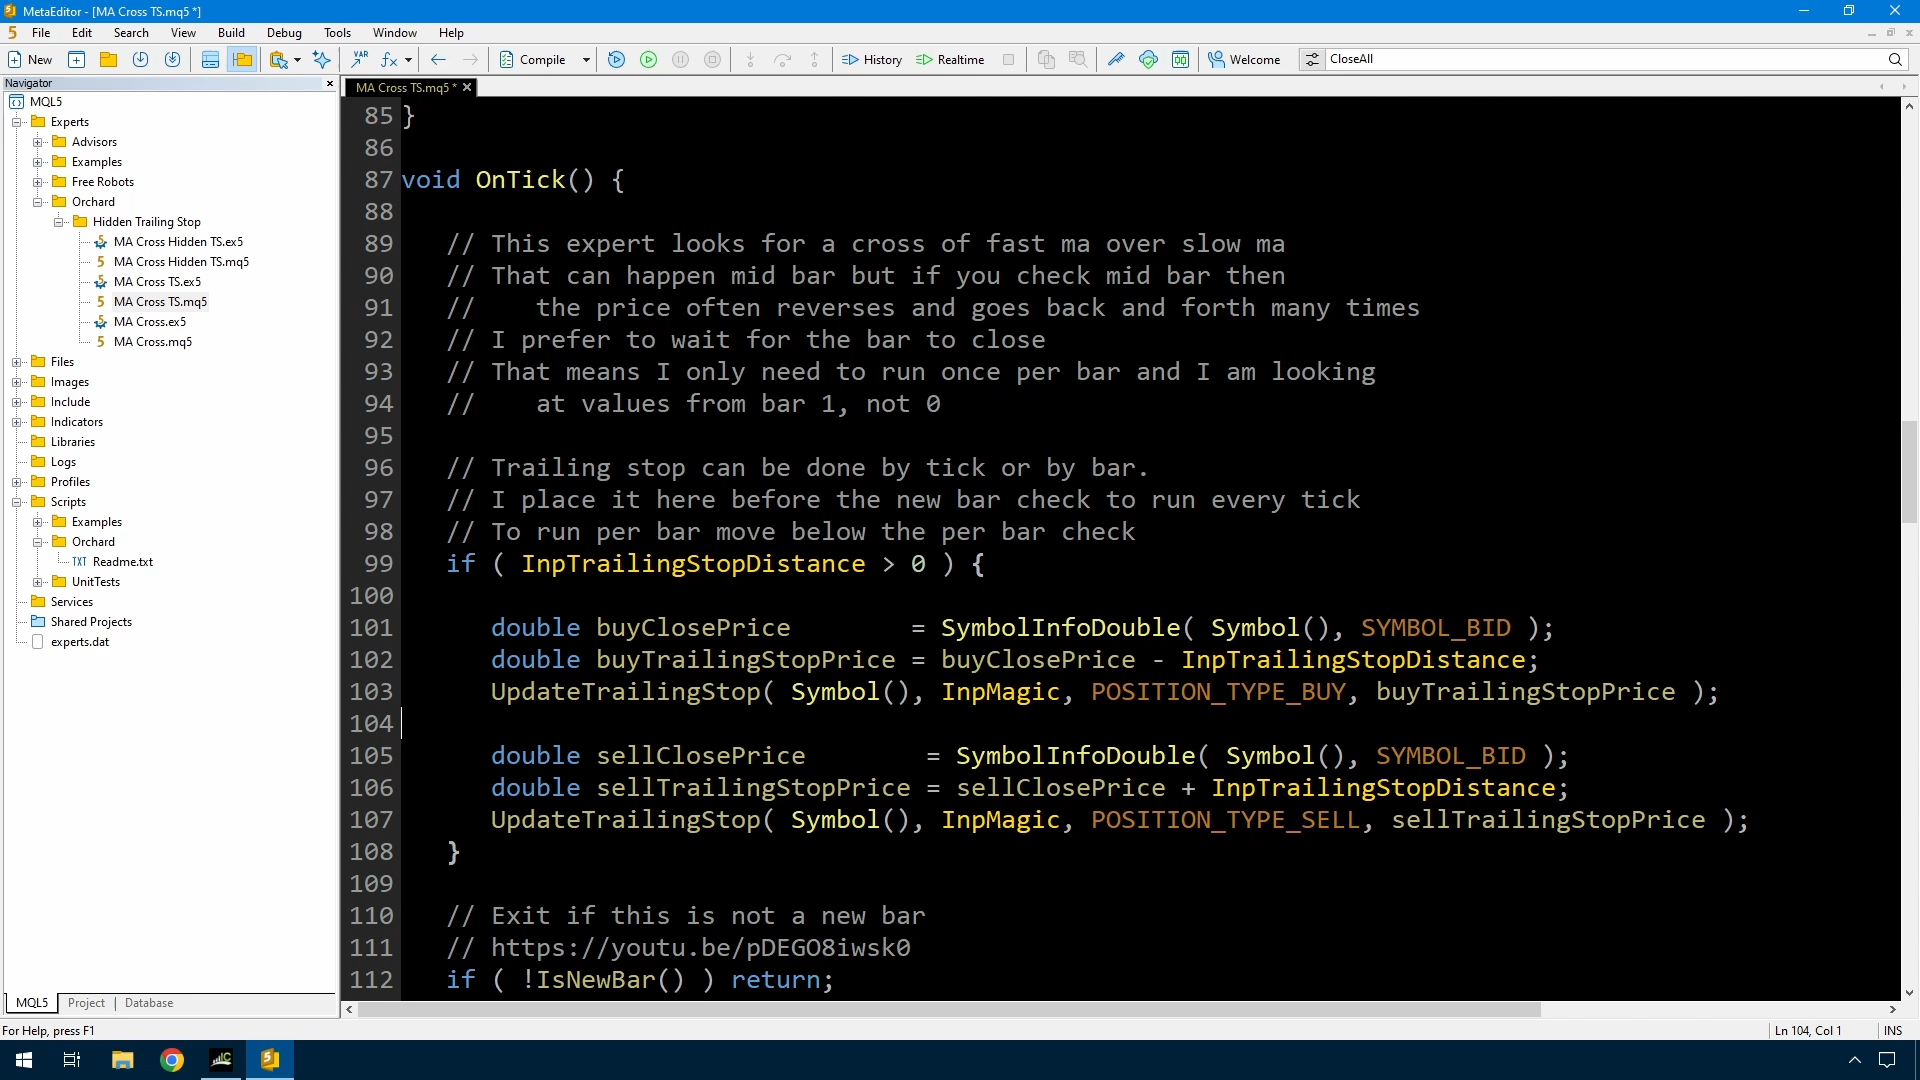 MetaEditor - [MA Cross TS.mq5 *]
File Edit Search View Build Debug Tools Window Help
New Compile History Realtime Welcome CloseAll
Navigator
MQL5
Experts
Advisors
Examples
Free Robots
Orchard
Hidden Trailing Stop
MA Cross Hidden TS.ex5
MA Cross Hidden TS.mq5
MA Cross TS.ex5
MA Cross TS.mq5
MA Cross.ex5
MA Cross.mq5
Files
Images
Include
Indicators
Libraries
Logs
Profiles
Scripts
Examples
Orchard
TXT Readme.txt
UnitTests
Services
Shared Projects
experts.dat
MQL5 Project Database
MA Cross TS.mq5 *
85 }
86
87 void OnTick() {
88
89 // This expert looks for a cross of fast ma over slow ma
90 // That can happen mid bar but if you check mid bar then
91 // the price often reverses and goes back and forth many times
92 // I prefer to wait for the bar to close
93 // That means I only need to run once per bar and I am looking
94 // at values from bar 1, not 0
95
96 // Trailing stop can be done by tick or by bar.
97 // I place it here before the new bar check to run every tick
98 // To run per bar move below the per bar check
99 if ( InpTrailingStopDistance > 0 ) {
100
101 double buyClosePrice = SymbolInfoDouble( Symbol(), SYMBOL_BID );
102 double buyTrailingStopPrice = buyClosePrice - InpTrailingStopDistance;
103 UpdateTrailingStop( Symbol(), InpMagic, POSITION_TYPE_BUY, buyTrailingStopPrice );
104
105 double sellClosePrice = SymbolInfoDouble( Symbol(), SYMBOL_BID );
106 double sellTrailingStopPrice = sellClosePrice + InpTrailingStopDistance;
107 UpdateTrailingStop( Symbol(), InpMagic, POSITION_TYPE_SELL, sellTrailingStopPrice );
108 }
109
110 // Exit if this is not a new bar
111 // https://youtu.be/pDEGO8iwsk0
112 if ( !IsNewBar() ) return;
For Help, press F1
Ln 104, Col 1 INS